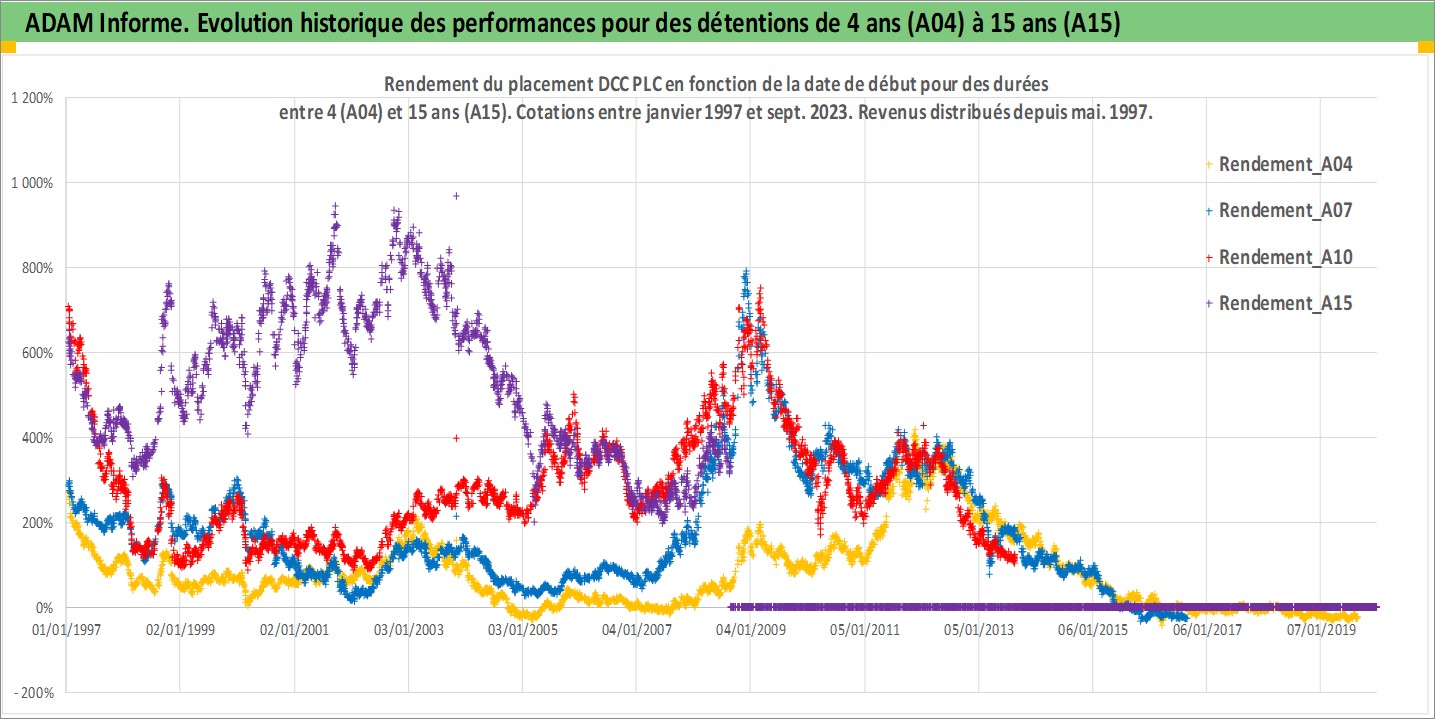 ADAM Informe. Evolution historique des performances pour des détentions de 4 ans (A04) à 15 ans (A15)
Rendement du placement DCC PLC en fonction de la date de début pour des durées
entre 4 (A04) et 15 ans (A15). Cotations entre janvier 1997 et sept. 2023. Revenus distribués depuis mai. 1997.
1 200%
1 000%
800%
600%
400%
200%
0%
-200%
01/01/1997 02/01/1999 02/01/2001 03/01/2003 03/01/2005 04/01/2007 04/01/2009 05/01/2011 05/01/2013 06/01/2015 06/01/2017 07/01/2019
Rendement_A04
Rendement_A07
Rendement_A10
Rendement_A15